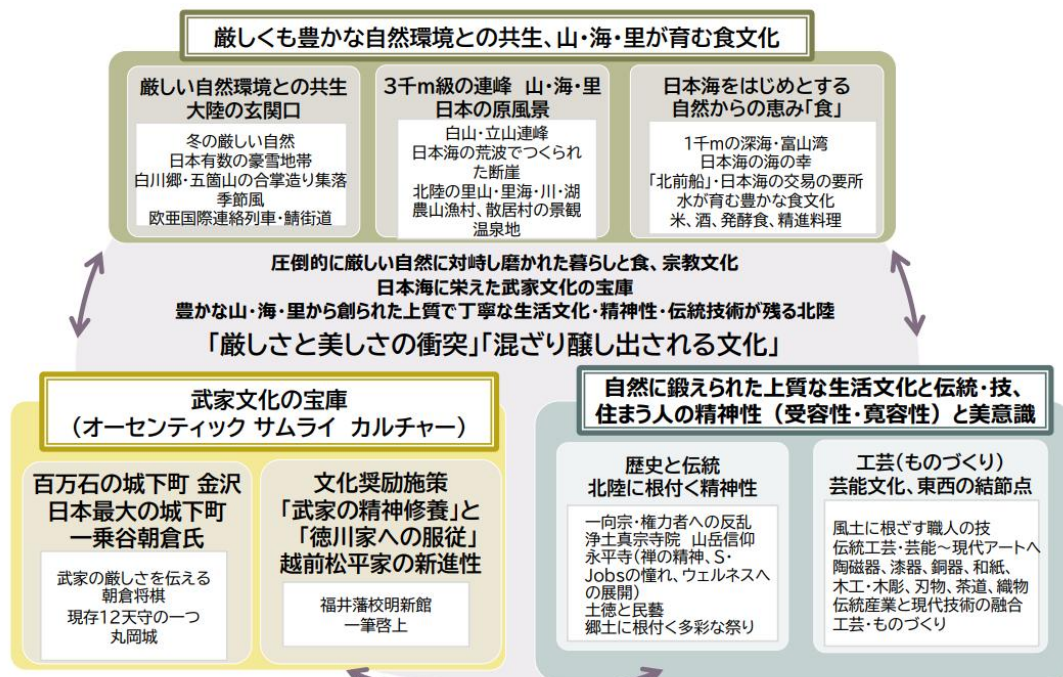 厳しくも豊かな自然環境との共生、山・海・里が育む食文化
厳しい自然環境との共生
大陸の玄関口
冬の厳しい自然
日本有数の豪雪地帯
白川郷・五箇山の合掌造り集落
季節風
欧亜国際連絡列車・鯖街道
3千m級の連峰 山・海・里
日本の原風景
白山・立山連峰
日本海の荒波でつくられ
た断崖
北陸の里山・里海・川・湖
農山漁村、散居村の景観
温泉地
日本海をはじめとする
自然からの恵み「食」
1千mの深海・富山湾
日本海の海の幸
「北前船」・日本海の交易の要所
水が育む豊かな食文化
米、酒、発酵食、精進料理
圧倒的に厳しい自然に対峙し磨かれた暮らしと食、宗教文化
日本海に栄えた武家文化の宝庫
豊かな山・海・里から創られた上質で丁寧な生活文化・精神性・伝統技術が残る北陸
「厳しさと美しさの衝突」「混ざり醸し出される文化」
武家文化の宝庫
(オーセンティック サムライ カルチャー)
百万石の城下町 金沢
日本最大の城下町
一乗谷朝倉氏
武家の厳しさを伝える
朝倉将棋
現存12天守の一つ
丸岡城
文化奨励施策
「武家の精神修養」と
「徳川家への服従」
越前松平家の新進性
福井藩校明新館
一筆啓上
自然に鍛えられた上質な生活文化と伝統・技、
住まう人の精神性(受容性・寛容性)と美意識
歴史と伝統
北陸に根付く精神性
一向宗・権力者への反乱
浄土真宗寺院 山岳信仰
永平寺(禅の精神、S・
Jobsの憧れ、ウェルネスへ
の展開)
土徳と民藝
郷土に根付く多彩な祭り
工芸(ものづくり)
芸能文化、東西の結節点
風土に根ざす職人の技
伝統工芸・芸能~現代アートへ
陶磁器、漆器、銅器、和紙、
木工・木彫、刃物、茶道、織物
伝統産業と現代技術の融合
工芸・ものづくり